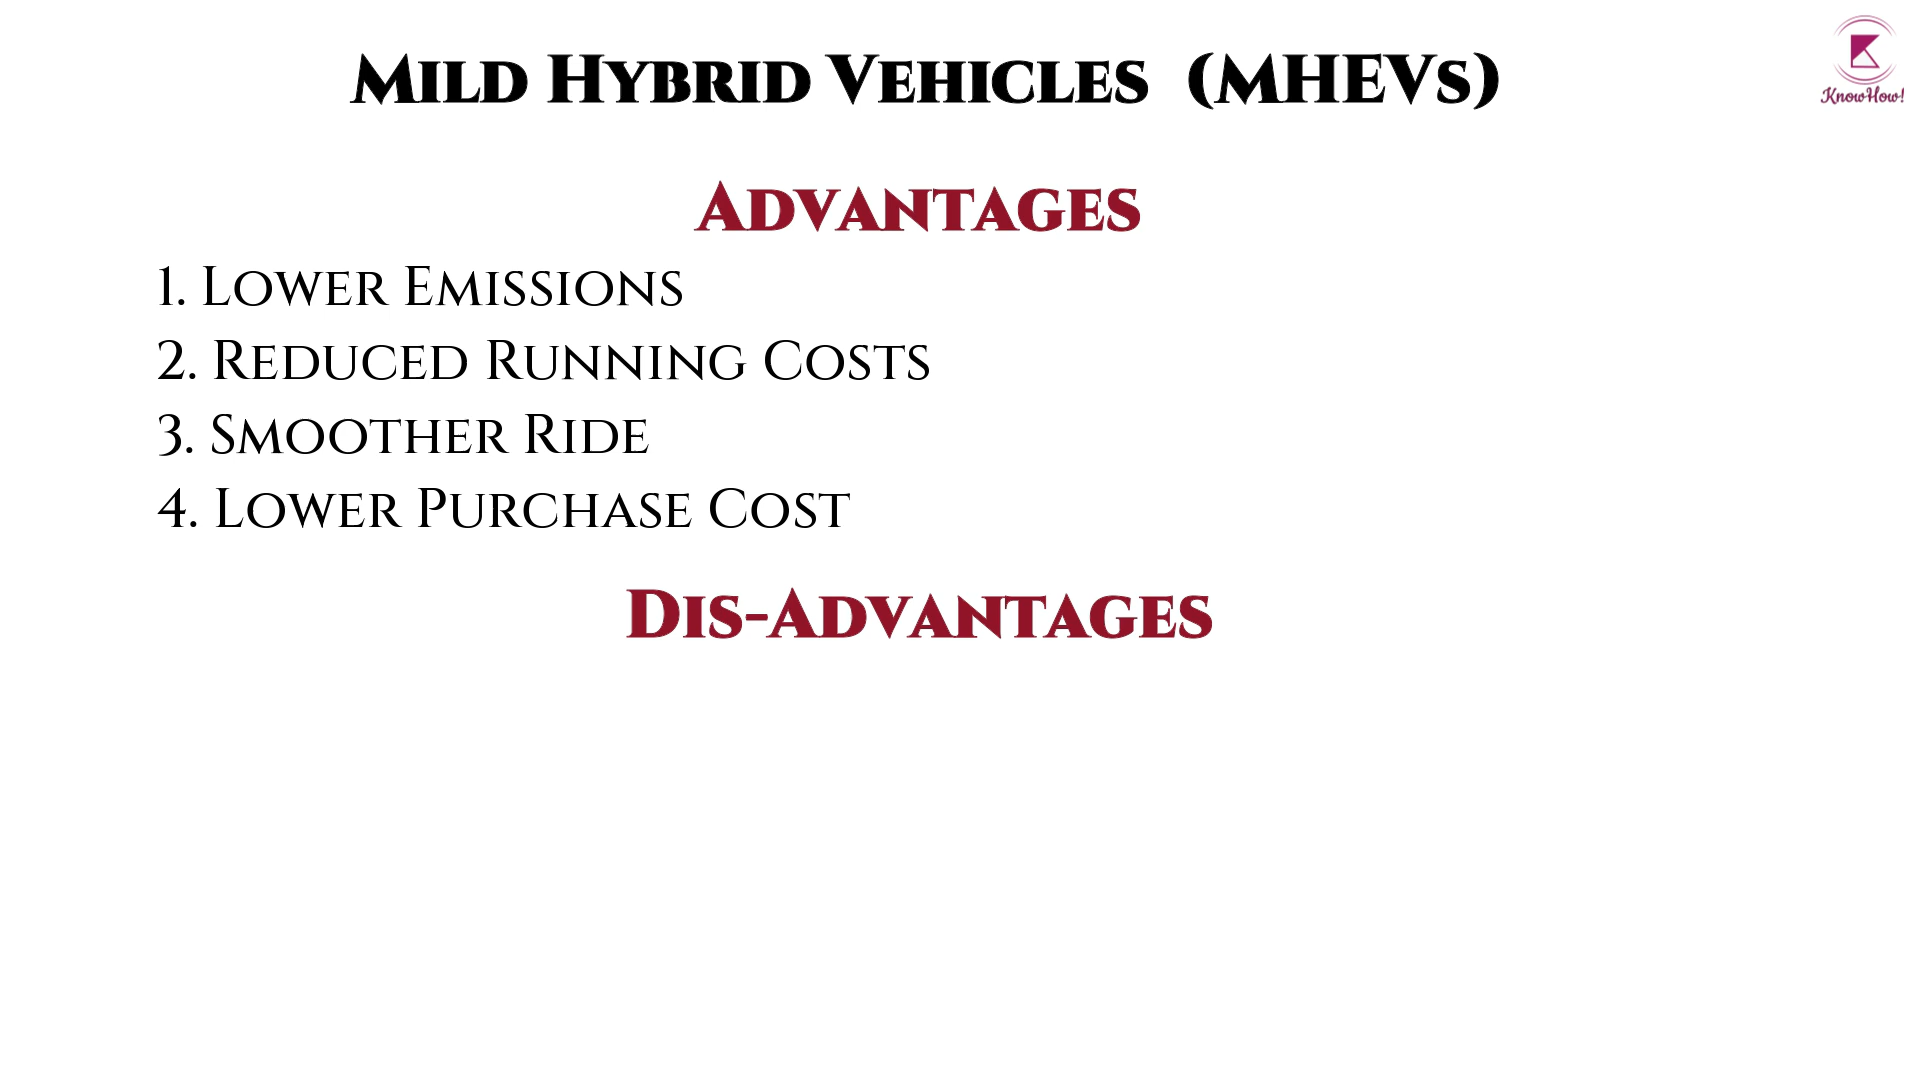 Mild Hybrid Vehicles (MHEVs)
KnowHow!
Advantages
1. Lower Emissions
2. Reduced Running Costs
3. Smoother Ride
4. Lower Purchase Cost
Dis-Advantages